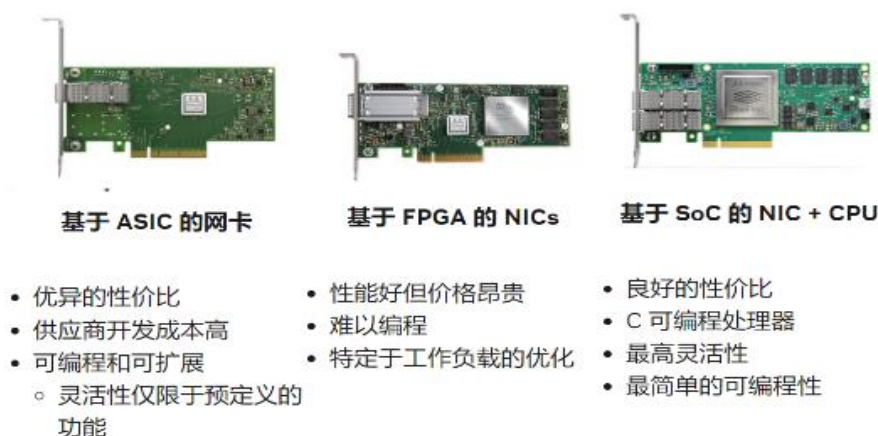 基于 ASIC 的网卡
优异的性价比
供应商开发成本高
可编程和可扩展
灵活性仅限于预定义的
功能
基于 FPGA 的 NICs
性能好但价格昂贵
难以编程
特定于工作负载的优化
基于 SoC 的 NIC + CPU
良好的性价比
C 可编程处理器
最高灵活性
最简单的可编程性